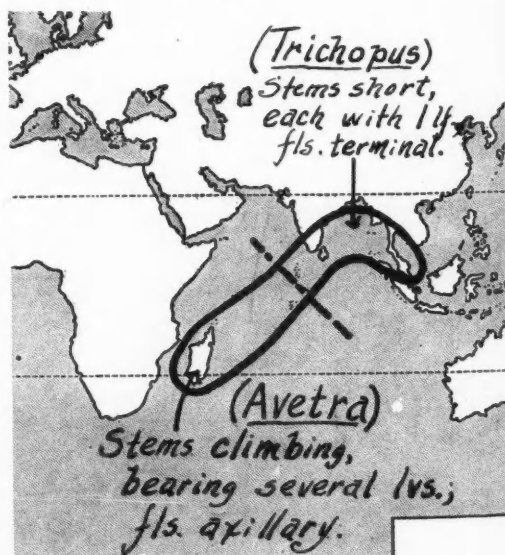 (Trichopus)
Stems short,
each with 1 lf.
fls. terminal.
(Avetra)
Stems climbing,
bearing several lvs.;
fls. axillary.